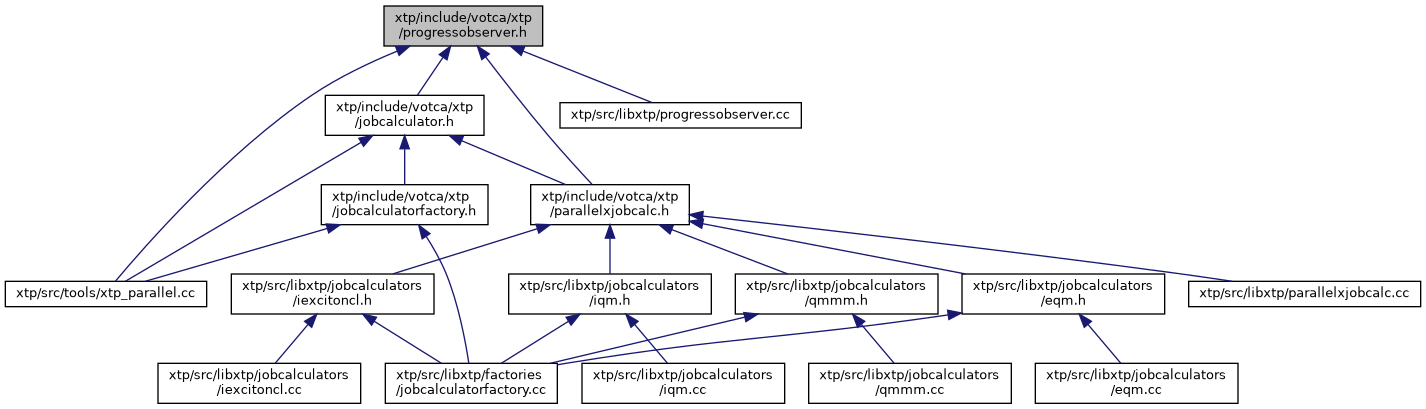 xtp/include/votca/xtp
/progressobserver.h
xtp/include/votca/xtp
/jobcalculator.h
xtp/src/libxtp/progressobserver.cc
xtp/include/votca/xtp
/jobcalculatorfactory.h
xtp/include/votca/xtp
/parallelxjobcalc.h
xtp/src/tools/xtp_parallel.cc
xtp/src/libxtp/jobcalculators
/iexcitoncl.h
xtp/src/libxtp/jobcalculators
/iqm.h
xtp/src/libxtp/jobcalculators
/qmmm.h
xtp/src/libxtp/jobcalculators
/eqm.h
xtp/src/libxtp/parallelxjobcalc.cc
xtp/src/libxtp/jobcalculators
/iexcitoncl.cc
xtp/src/libxtp/factories
/jobcalculatorfactory.cc
xtp/src/libxtp/jobcalculators
/iqm.cc
xtp/src/libxtp/jobcalculators
/qmmm.cc
xtp/src/libxtp/jobcalculators
/eqm.cc